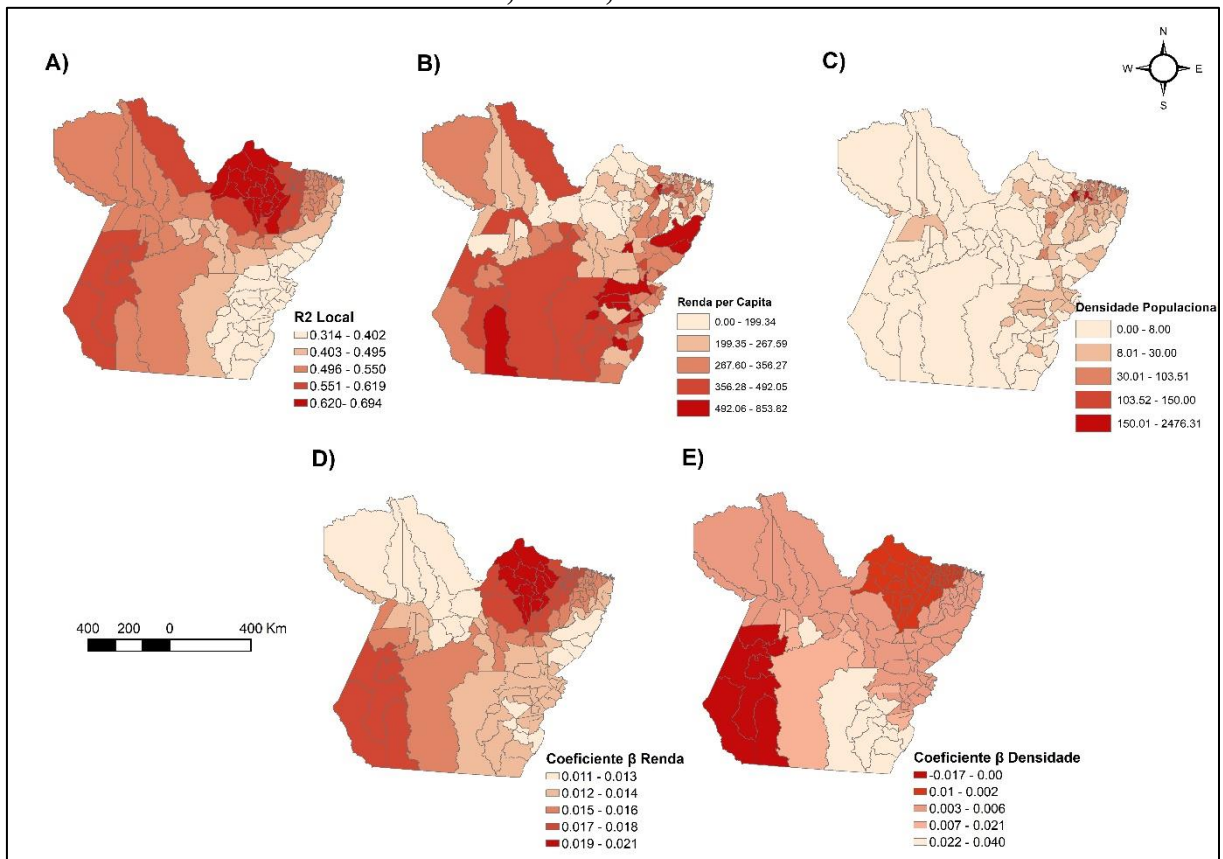 A)
B)
C)
N
W
E
S
R2 Local
0.314 - 0.402
0.403 - 0.495
0.496 - 0.550
0.551 - 0.619
0.620- 0.694
Renda per Capita
0.00 - 199.34
199.35 - 267.59
267.60 - 356.27
356.28 - 492.05
492.06 - 853.82
Densidade Populaciona
0.00 - 8.00
8.01 - 30.00
30.01 - 103.51
103.52 - 150.00
150.01 - 2476.31
D)
E)
400 200 0 400 Km
Coeficiente β Renda
0.011 - 0.013
0.012 - 0.014
0.015 - 0.016
0.017 - 0.018
0.019 - 0.021
Coeficiente β Densidade
-0.017 - 0.00
0.01 - 0.002
0.003 - 0.006
0.007 - 0.021
0.022 - 0.040